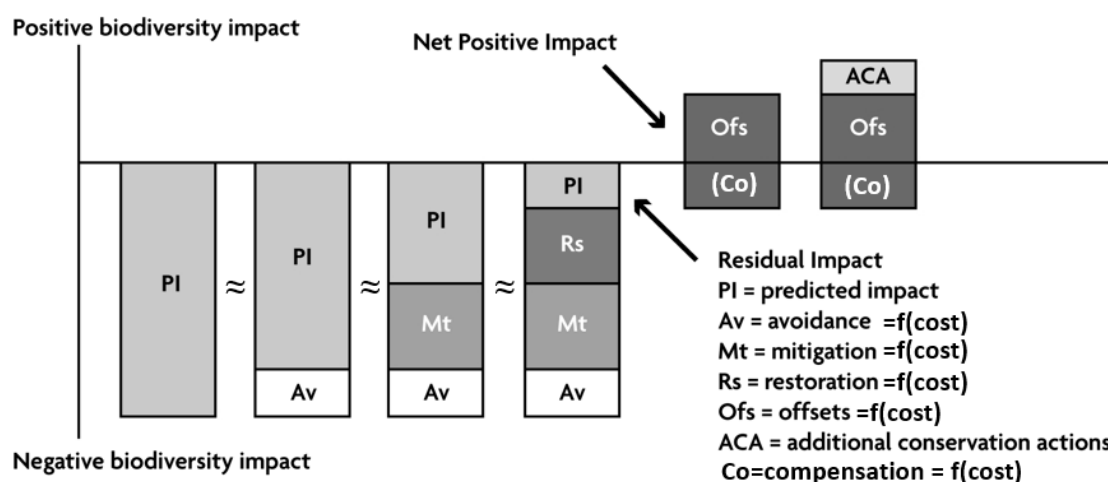 Positive biodiversity impact
Net Positive Impact
ACA
Ofs
Ofs
(Co)
(Co)
PI
PI
PI
PI
Rs
≈
≈
≈
Mt
Mt
Av
Av
Av
Residual Impact
PI = predicted impact
Av = avoidance =f(cost)
Mt = mitigation =f(cost)
Rs = restoration =f(cost)
Ofs = offsets =f(cost)
ACA = additional conservation actions
Co=compensation = f(cost)
Negative biodiversity impact